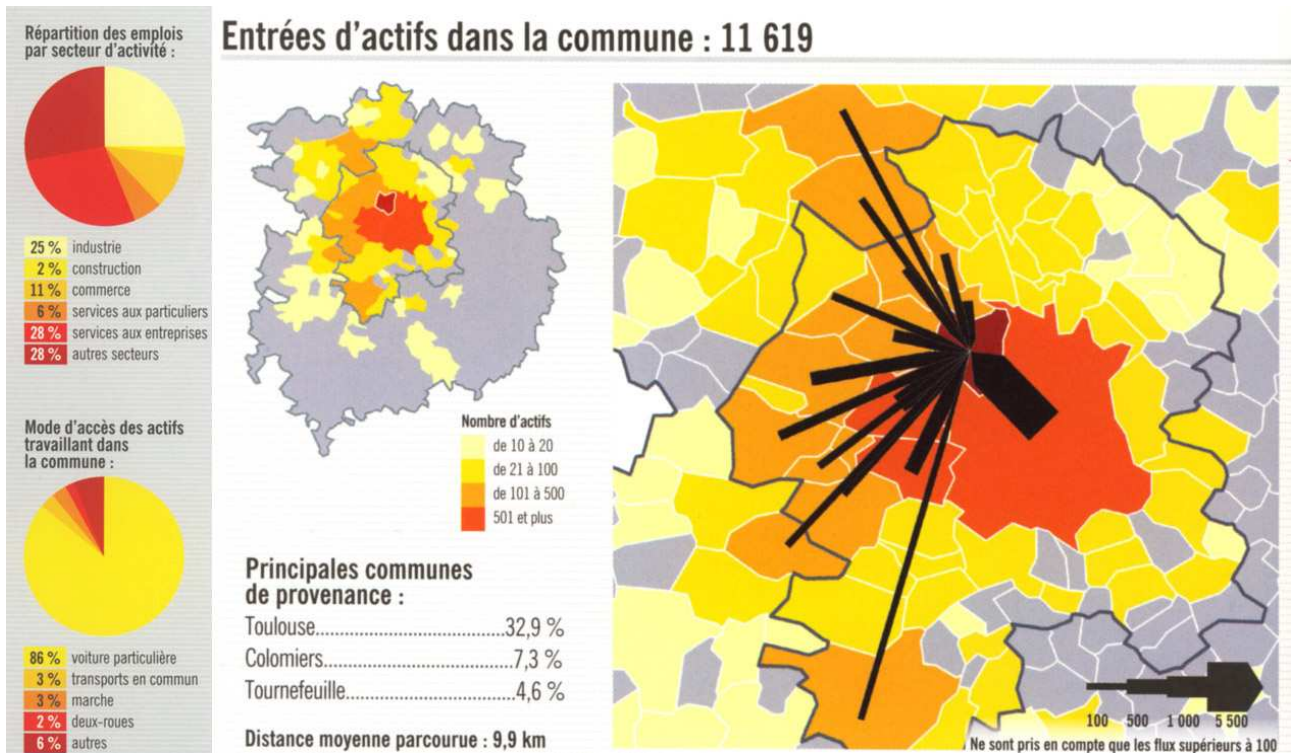 Répartition des emplois
par secteur d'activité :
25 % industrie
2 % construction
11 % commerce
6 % services aux particuliers
28 % services aux entreprises
28 % autres secteurs
Mode d'accès des actifs
travaillant dans
la commune :
86 % voiture particulière
3 % transports en commun
3 % marche
2 % deux-roues
6 % autres
Entrées d'actifs dans la commune : 11 619
Nombre d'actifs
de 10 à 20
de 21 à 100
de 101 à 500
501 et plus
Principales communes
de provenance :
Toulouse..................................32,9 %
Colomiers.................................7,3 %
Tournefeuille.............................4,6 %
Distance moyenne parcourue : 9,9 km
100 500 1 000 5 500
Ne sont pris en compte que les flux supérieurs à 100